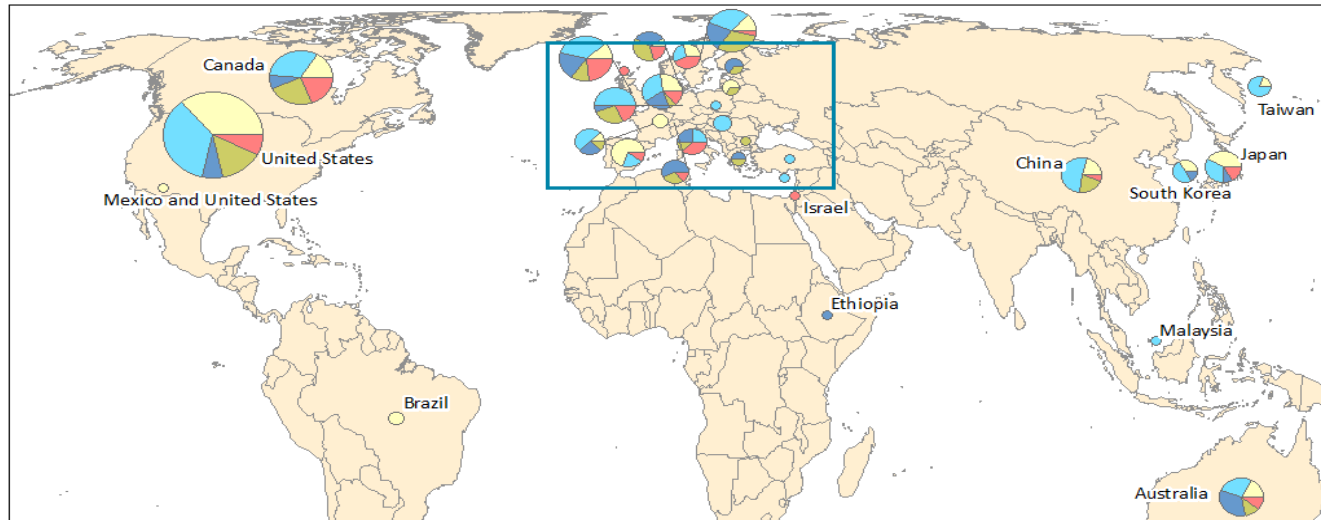 Canada
United States
Mexico and United States
Brazil
Israel
Ethiopia
China
South Korea
Japan
Taiwan
Malaysia
Australia